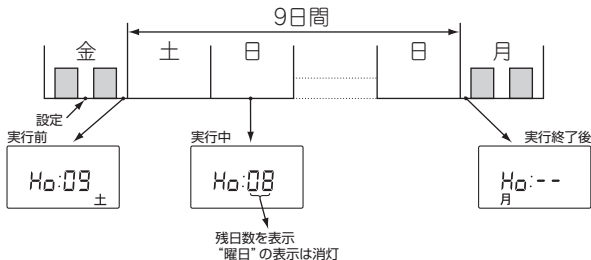 9日間
金 土 日 日 月
設定
実行前 実行中 実行終了後
Ho:09 Ho:08 Ho:--
土 月
残日数を表示
“曜日”の表示は消灯